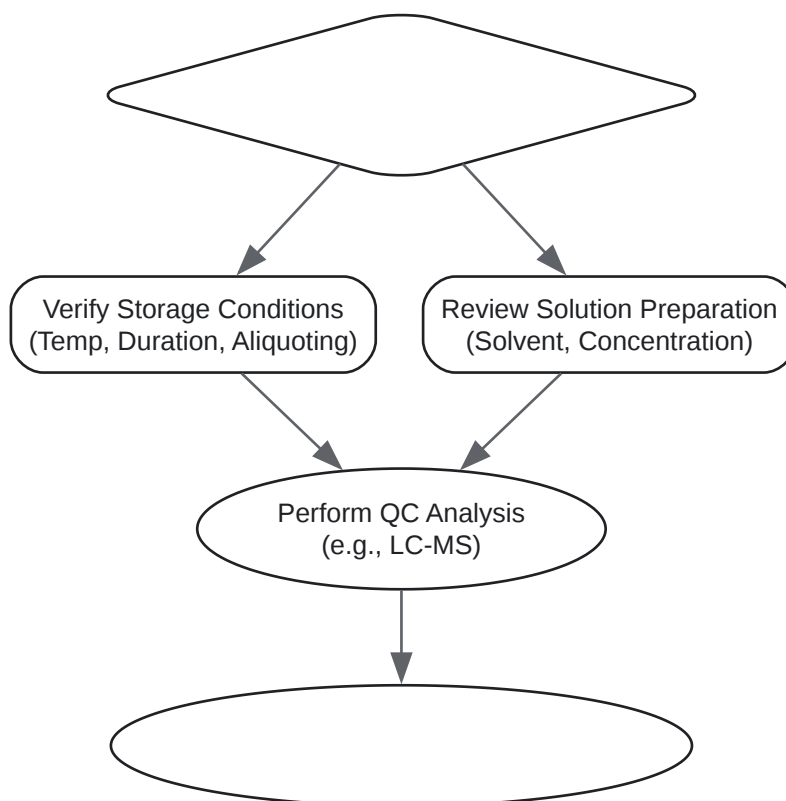 Verify Storage Conditions
(Temp, Duration, Aliquoting)
Review Solution Preparation
(Solvent, Concentration)
Perform QC Analysis
(e.g., LC-MS)